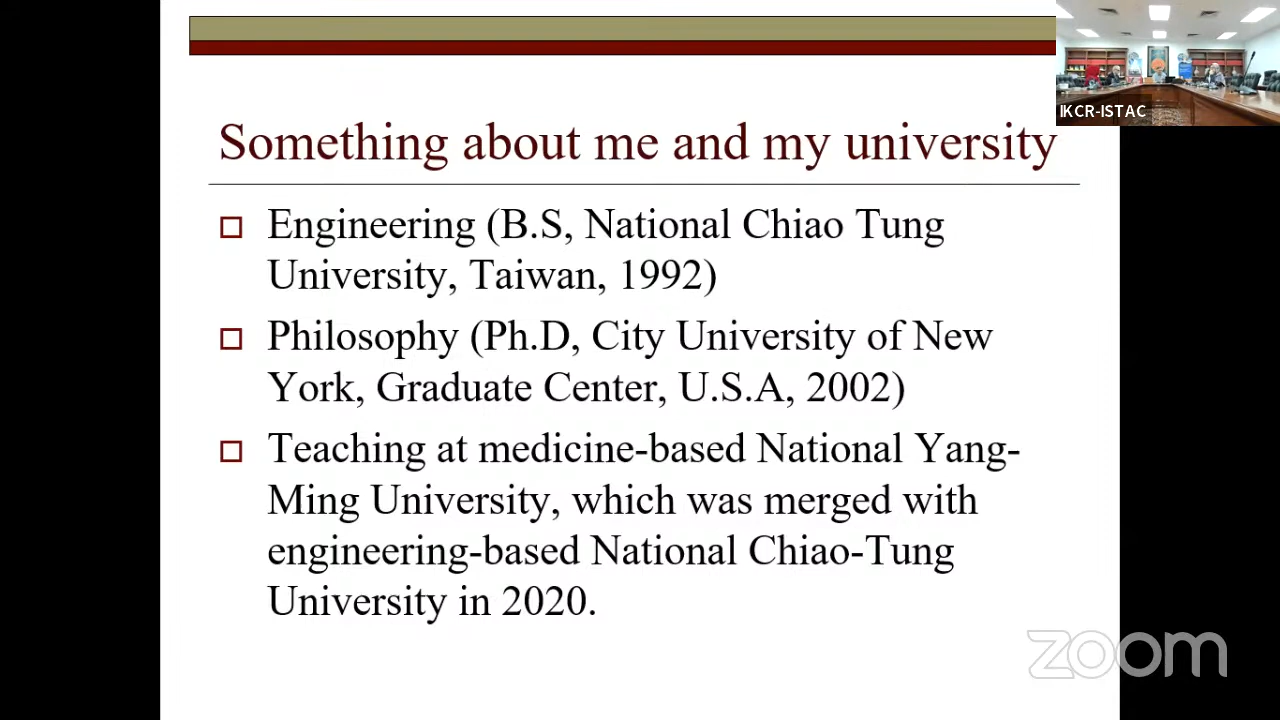 IKCR-ISTAC
Something about me and my university
Engineering (B.S, National Chiao Tung
University, Taiwan, 1992)
Philosophy (Ph.D, City University of New
York, Graduate Center, U.S.A, 2002)
Teaching at medicine-based National Yang-
Ming University, which was merged with
engineering-based National Chiao-Tung
University in 2020.
zoom